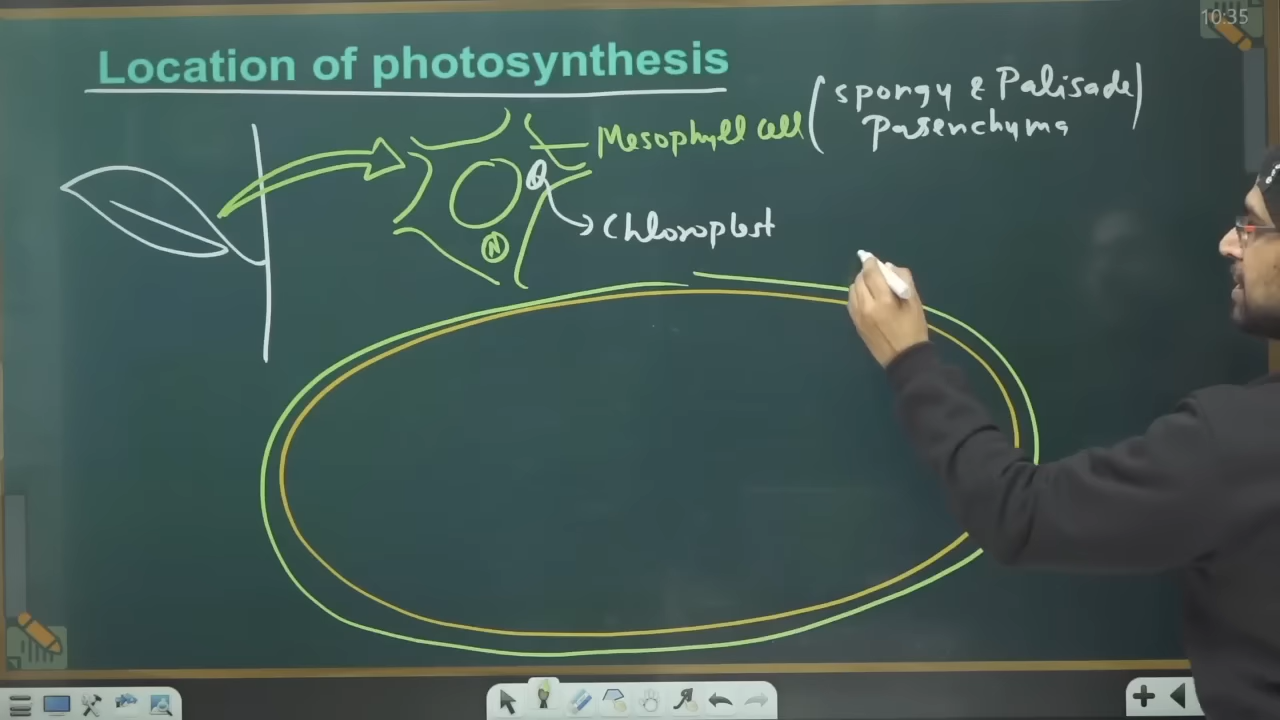 10:35
Location of photosynthesis
Mesophyll cell (spongy & Palisade)
Parenchyma
Chloroplast
N